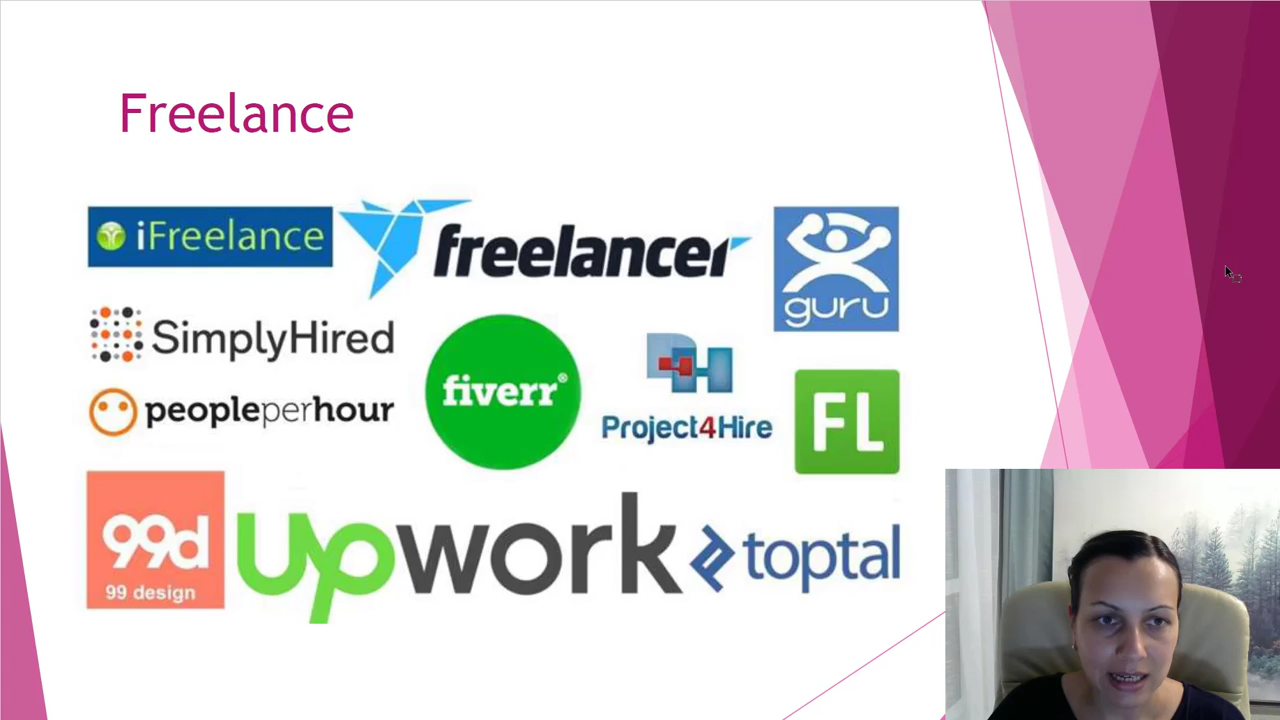 Freelance
iFreelance
freelancer
guru
SimplyHired
fiverr®
Project4Hire
peopleperhour
FL
99d
99 design
upwork
toptal